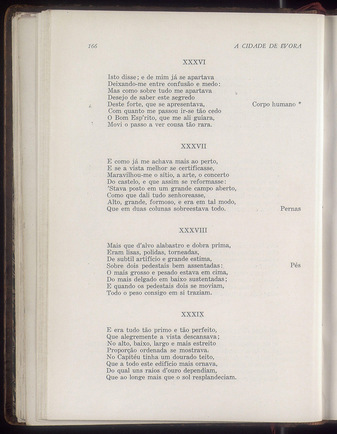 166
A CIDADE DE ÉVORA
XXXVI
Isto disse; e de mim já se apartava
Deixando-me entre confusão e medo:
Mas como sobre tudo me apartava
Desejo de saber este segredo
Deste forte, que se apresentava,
Corpo humano *
Com quanto me passou ir-se tão cedo
O Bom Esp'rito, que me ali guiara,
Movi o passo a ver cousa tão rara.
XXXVII
E como já me achava mais ao perto,
E se a vista melhor se certificasse,
Maravilhou-me o sítio, a arte, o concerto
Do castelo, e que assim se reformasse:
'Stava posto em um grande campo aberto,
Como que dali tudo senhoreasse,
Alto, grande, formoso, e era em tal modo,
Que em duas colunas sobreestava todo.
Pernas
XXXVIII
Mais que d'alvo alabastro e dobra prima,
Eram lisas, polidas, torneadas,
De subtil artifício e grande estima,
Sobre dois pedestais bem assentadas:
Pés
O mais grosso e pesado estava em cima,
Do mais delgado em baixo sustentadas;
E quando os pedestais dois se moviam,
Todo o peso consigo em si traziam.
XXXIX
E era tudo tão primo e tão perfeito,
Que alegremente a vista descansava;
No alto, baixo, largo e mais estreito
Proporção ordenada se mostrava.
No Capitéu tinha um dourado teito,
Que a todo este edifício mais ornava,
Do qual uns raios d'ouro dependiam,
Que ao longe mais que o sol resplandeciam.